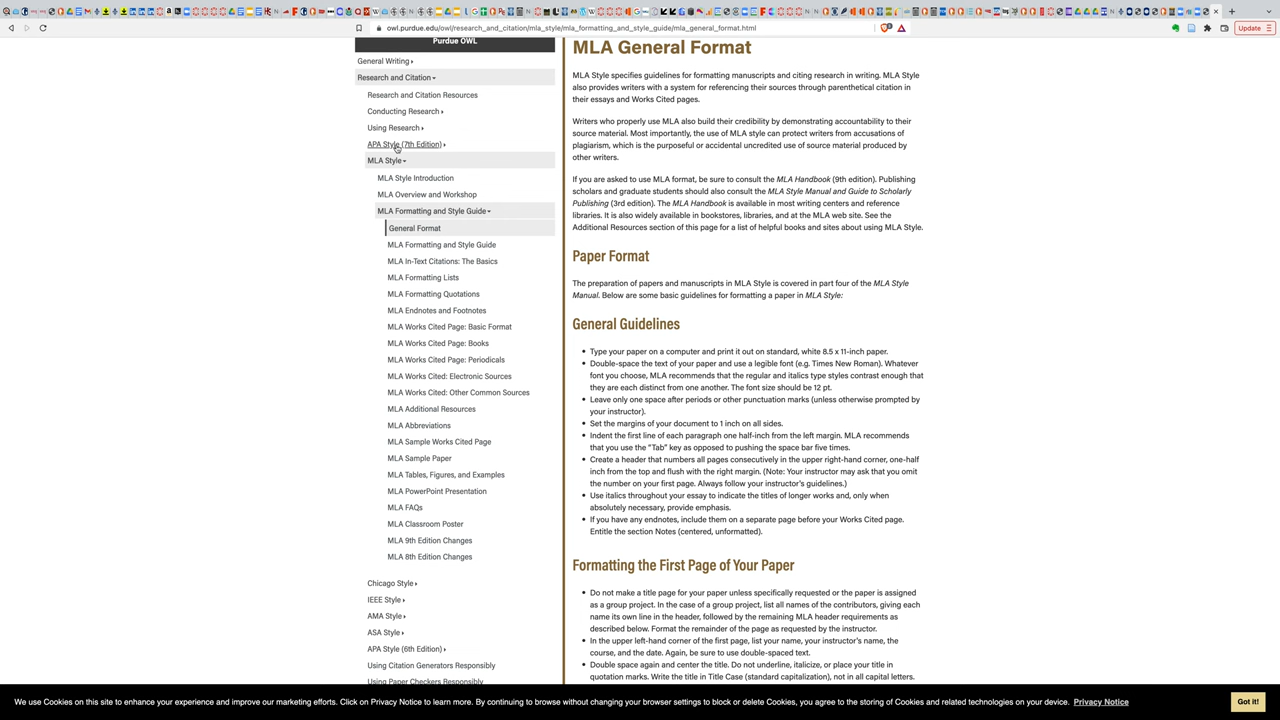 owl.purdue.edu/owl/research_and_citation/mla_style/mla_formatting_and_style_guide/mla_general_format.html
Update
Purdue OWL
General Writing
Research and Citation
Research and Citation Resources
Conducting Research
Using Research
APA Style (7th Edition)
MLA Style
MLA Style Introduction
MLA Overview and Workshop
MLA Formatting and Style Guide
General Format
MLA Formatting and Style Guide
MLA In-Text Citations: The Basics
MLA Formatting Lists
MLA Formatting Quotations
MLA Endnotes and Footnotes
MLA Works Cited Page: Basic Format
MLA Works Cited Page: Books
MLA Works Cited Page: Periodicals
MLA Works Cited: Electronic Sources
MLA Works Cited: Other Common Sources
MLA Additional Resources
MLA Abbreviations
MLA Sample Works Cited Page
MLA Sample Paper
MLA Tables, Figures, and Examples
MLA PowerPoint Presentation
MLA FAQs
MLA Classroom Poster
MLA 9th Edition Changes
MLA 8th Edition Changes
Chicago Style
IEEE Style
AMA Style
ASA Style
APA Style (6th Edition)
Using Citation Generators Responsibly
Using Paper Checkers Responsibly
MLA General Format
MLA Style specifies guidelines for formatting manuscripts and citing research in writing. MLA Style
also provides writers with a system for referencing their sources through parenthetical citation in
their essays and Works Cited pages.
Writers who properly use MLA also build their credibility by demonstrating accountability to their
source material. Most importantly, the use of MLA style can protect writers from accusations of
plagiarism, which is the purposeful or accidental uncredited use of source material produced by
other writers.
If you are asked to use MLA format, be sure to consult the MLA Handbook (9th edition). Publishing
scholars and graduate students should also consult the MLA Style Manual and Guide to Scholarly
Publishing (3rd edition). The MLA Handbook is available in most writing centers and reference
libraries. It is also widely available in bookstores, libraries, and at the MLA web site. See the
Additional Resources section of this page for a list of helpful books and sites about using MLA Style.
Paper Format
The preparation of papers and manuscripts in MLA Style is covered in part four of the MLA Style
Manual. Below are some basic guidelines for formatting a paper in MLA Style:
General Guidelines
• Type your paper on a computer and print it out on standard, white 8.5 x 11-inch paper.
• Double-space the text of your paper and use a legible font (e.g. Times New Roman). Whatever
font you choose, MLA recommends that the regular and italics type styles contrast enough that
they are each distinct from one another. The font size should be 12 pt.
• Leave only one space after periods or other punctuation marks (unless otherwise prompted by
your instructor).
• Set the margins of your document to 1 inch on all sides.
• Indent the first line of each paragraph one half-inch from the left margin. MLA recommends
that you use the "Tab" key as opposed to pushing the space bar five times.
• Create a header that numbers all pages consecutively in the upper right-hand corner, one-half
inch from the top and flush with the right margin. (Note: Your instructor may ask that you omit
the number on your first page. Always follow your instructor's guidelines.)
• Use italics throughout your essay to indicate the titles of longer works and, only when
absolutely necessary, provide emphasis.
• If you have any endnotes, include them on a separate page before your Works Cited page.
Entitle the section Notes (centered, unformatted).
Formatting the First Page of Your Paper
• Do not make a title page for your paper unless specifically requested or the paper is assigned
as a group project. In the case of a group project, list all names of the contributors, giving each
name its own line in the header, followed by the remaining MLA header requirements as
described below. Format the remainder of the page as requested by the instructor.
• In the upper left-hand corner of the first page, list your name, your instructor's name, the
course, and the date. Again, be sure to use double-spaced text.
• Double space again and center the title. Do not underline, italicize, or place your title in
quotation marks. Write the title in Title Case (standard capitalization), not in all capital letters.
We use Cookies on this site to enhance your experience and improve our marketing efforts. Click on Privacy Notice to learn more. By continuing to browse without changing your browser settings to block or delete Cookies, you agree to the storing of Cookies and related technologies on your device. Privacy Notice
Got it!